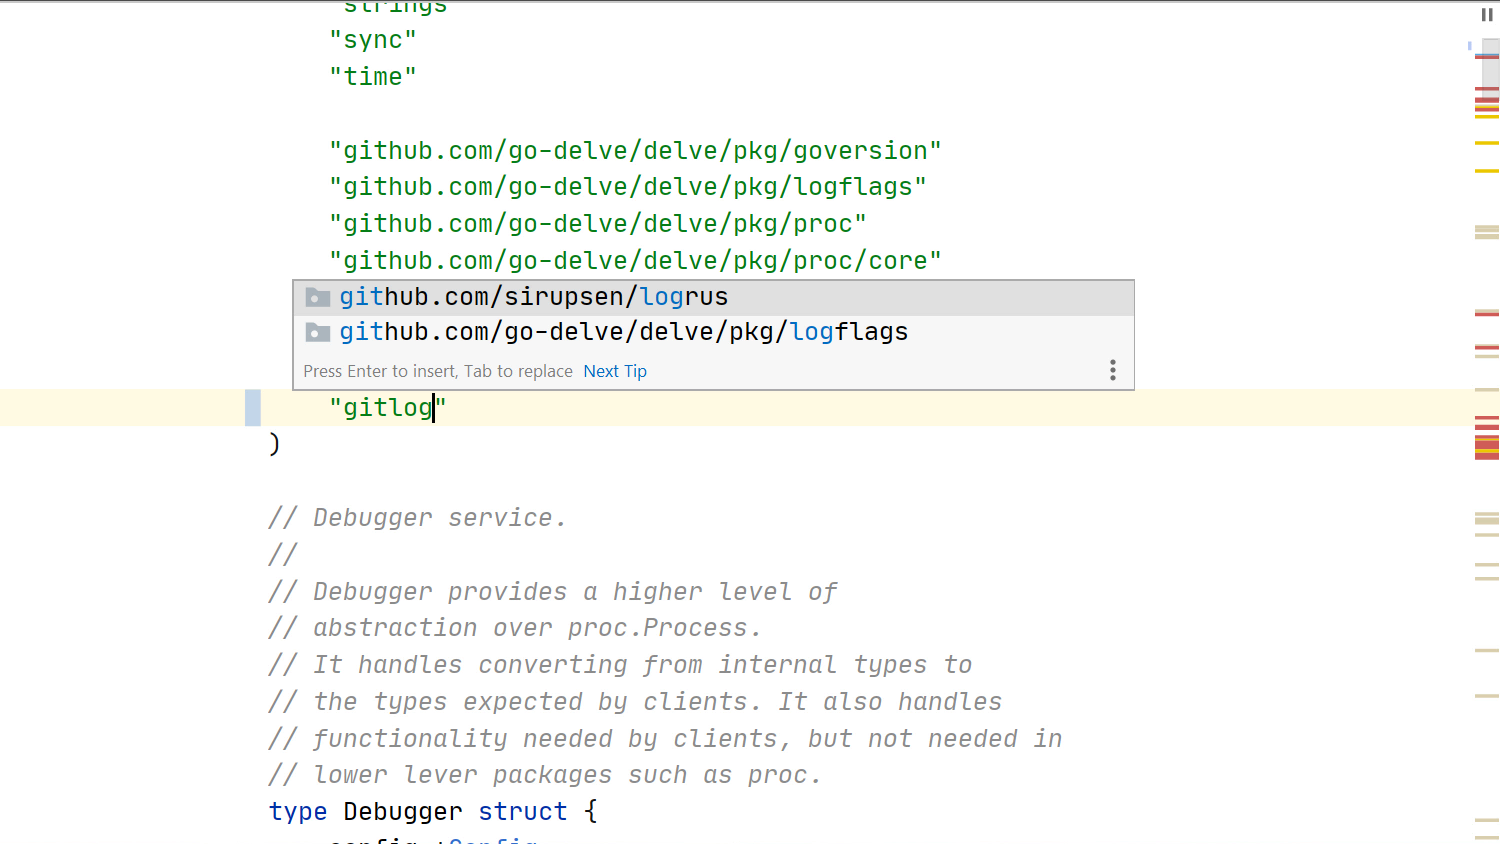 "strings
"sync"
"time"
"github.com/go-delve/delve/pkg/goversion"
"github.com/go-delve/delve/pkg/logflags"
"github.com/go-delve/delve/pkg/proc"
"github.com/go-delve/delve/pkg/proc/core"
github.com/sirupsen/logrus
github.com/go-delve/delve/pkg/logflags
Press Enter to insert, Tab to replace Next Tip
"gitlog"
)
// Debugger service.
//
// Debugger provides a higher level of
// abstraction over proc.Process.
// It handles converting from internal types to
// the types expected by clients. It also handles
// functionality needed by clients, but not needed in
// lower lever packages such as proc.
type Debugger struct {
config *Config